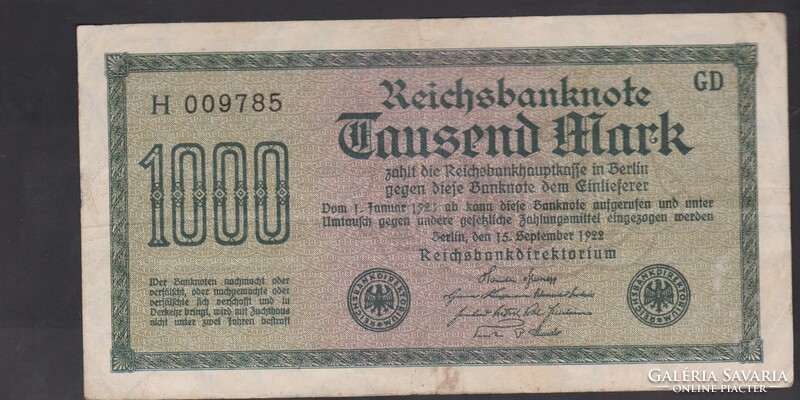 H 009785
GD
1000
Reichsbanknote
Tausend Mark
zahlt die Reichsbankhauptkasse in Berlin
gegen diese Banknote dem Einlieferer
Vom 1. Januar 1923 ab kann diese Banknote aufgerufen und unter
Umtausch gegen andere gesetzliche Zahlungsmittel eingezogen werden
Berlin, den 15. September 1922
Reichsbankdirektorium
Wer Banknoten nachmacht oder
verfälscht, oder nachgemachte oder
verfälschte sich verschafft und in
Verkehr bringt, wird mit Zuchthaus
nicht unter zwei Jahren bestraft
REICHSBANKDIREKTORIUM
REICHSBANKDIREKTORIUM
GALÉRIA SAVARIA
ONLINE PIACTÉR